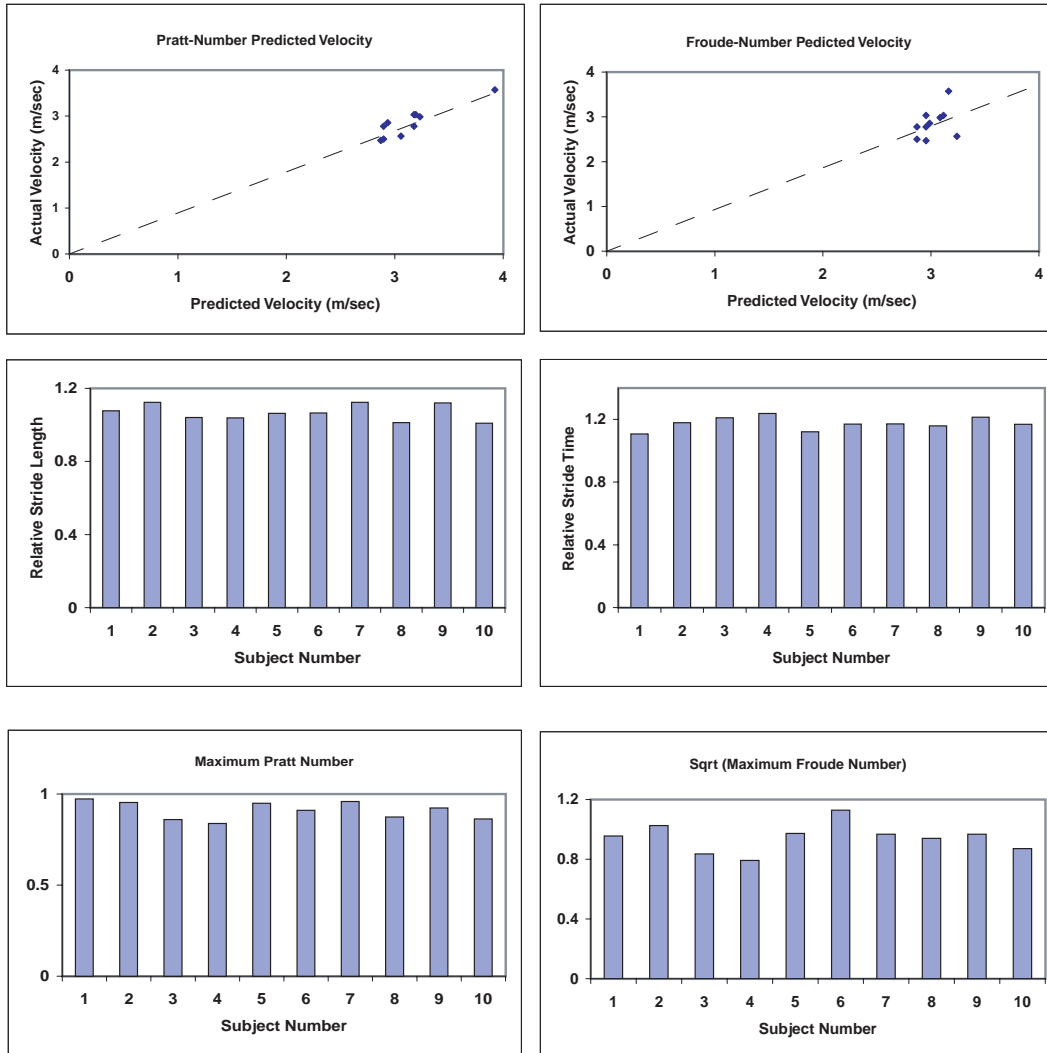 Pratt-Number Predicted Velocity
4
3
2
1
0
0 1 2 3 4
Actual Velocity (m/sec)
Predicted Velocity (m/sec)
Froude-Number Pedicted Velocity
4
3
2
1
0
0 1 2 3 4
Actual Velocity (m/sec)
Predicted Velocity (m/sec)
1.2
0.8
0.4
0
Relative Stride Length
1 2 3 4 5 6 7 8 9 10
Subject Number
1.2
0.8
0.4
0
Relative Stride Time
1 2 3 4 5 6 7 8 9 10
Subject Number
Maximum Pratt Number
1
0.5
0
1 2 3 4 5 6 7 8 9 10
Subject Number
Sqrt (Maximum Froude Number)
1.2
0.8
0.4
0
1 2 3 4 5 6 7 8 9 10
Subject Number